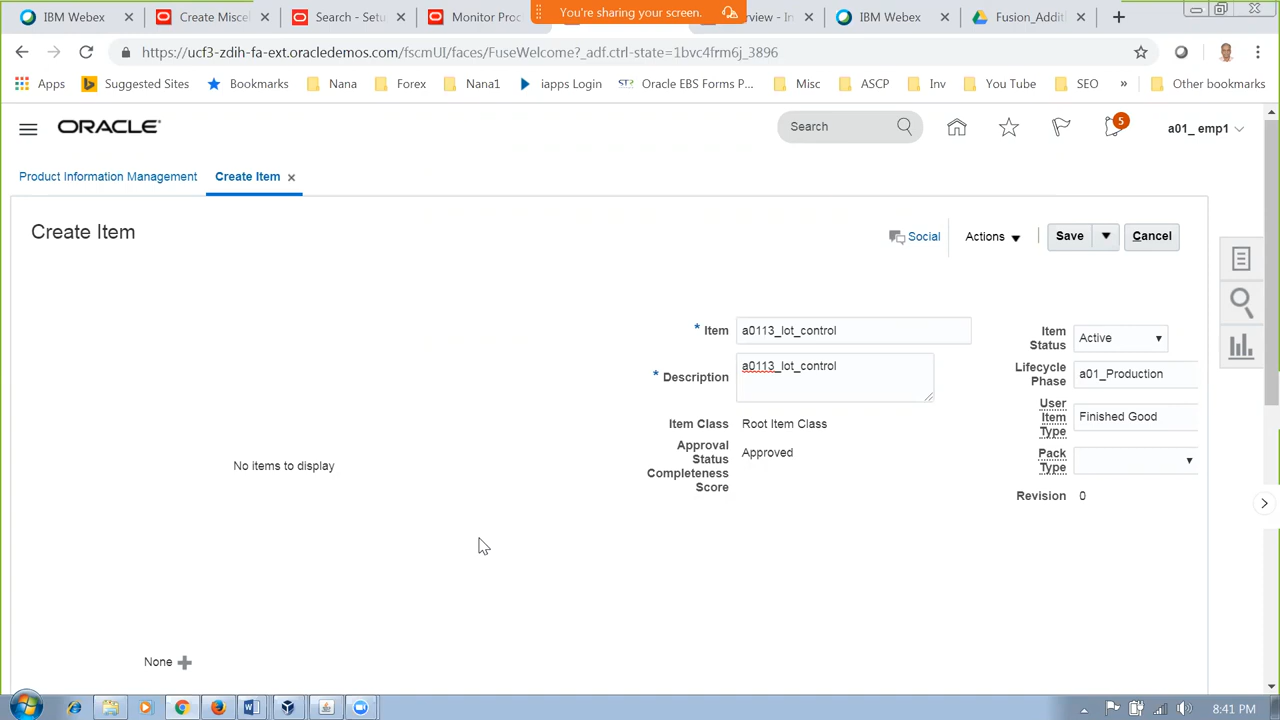 IBM Webex
Create Miscel
Search - Setu
Monitor Proc
You're sharing your screen.
rview - In
IBM Webex
Fusion_Additi
https://ucf3-zdih-fa-ext.oracledemos.com/fscmUI/faces/FuseWelcome?_adf.ctrl-state=1bvc4frm6j_3896
Apps
Suggested Sites
Bookmarks
Nana
Forex
Nana1
iapps Login
Oracle EBS Forms P...
Misc
ASCP
Inv
You Tube
SEO
»
Other bookmarks
ORACLE
Search
5
a01_ emp1
Product Information Management
Create Item
Create Item
Social
Actions
Save
Cancel
* Item a0113_lot_control
* Description a0113_lot_control
Item Class Root Item Class
Approval
Status
Approved
Completeness
Score
Item
Status
Active
Lifecycle
Phase
a01_Production
User
Item
Type
Finished Good
Pack
Type
Revision 0
No items to display
None
8:41 PM